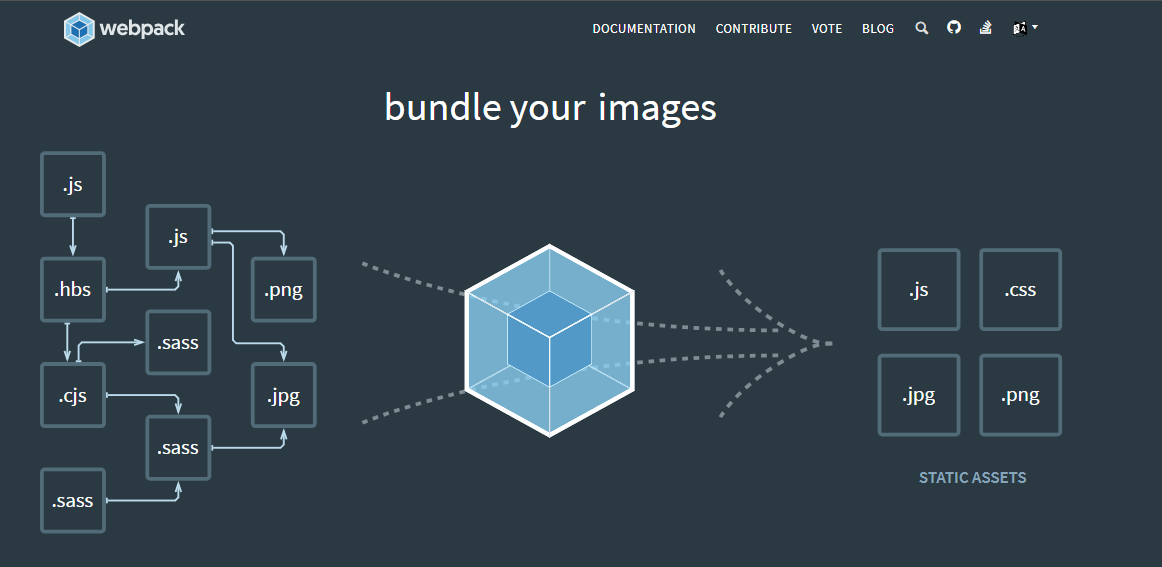 webpack
DOCUMENTATION CONTRIBUTE VOTE BLOG
bundle your images
.js
.js
.hbs
.png
.sass
.cjs
.jpg
.sass
.sass
.js .css
.jpg .png
STATIC ASSETS